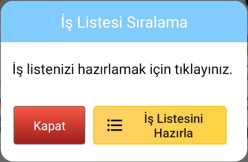 İş Listesi Sıralama
İş listenizi hazırlamak için tıklayınız.
Kapat
İş Listesini
Hazırla